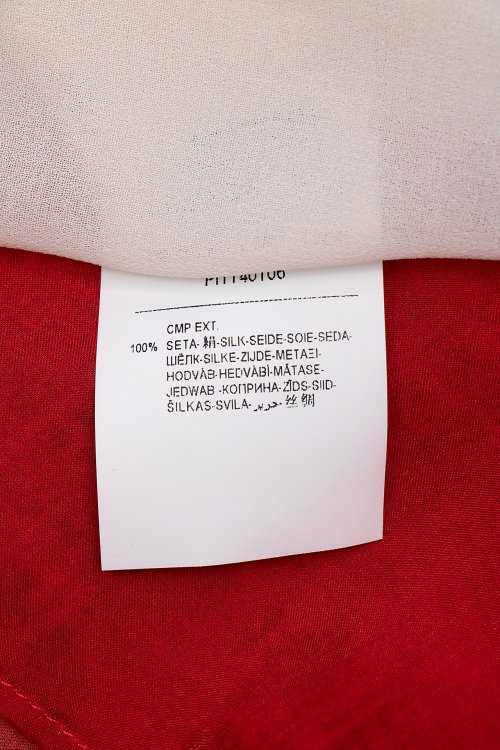 CMP EXT.
100% SETA-絹-SILK-SEIDE-SOIE-SEDA-
ШЁЛК-SILKE-ZIJDE-ΜΕΤΑΞΙ-
HODVÁB-HEDVÁBÍ-MĂTASE-
JEDWAB-КОПРИНА-ZĪDS-SIID-
ŠILKAS-SVILA-حرير-丝绸